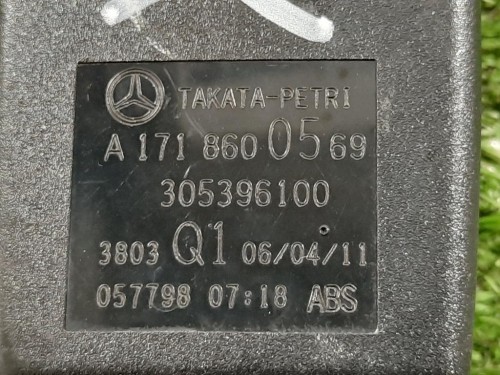 TAKATA-PETRI
A 171 860 05 69
305396100
3803 Q1 06/04/11
057798 07:18 ABS